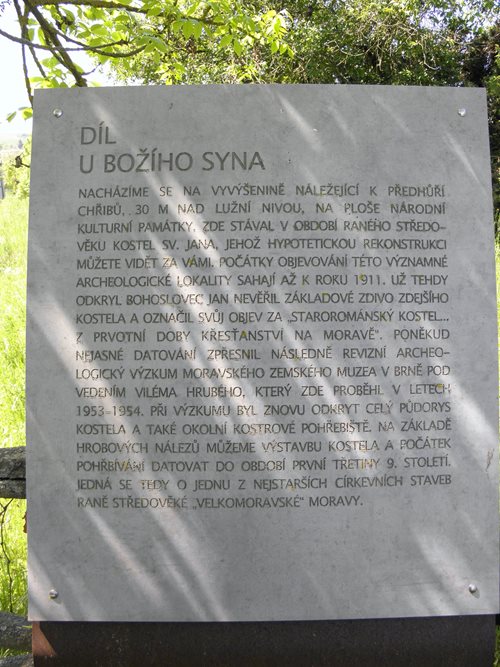 DÍL
U BOŽÍHO SYNA
NACHÁZÍME SE NA VYVÝŠENINĚ NÁLEŽEJÍCÍ K PŘEDHŮŘÍ
CHŘIBŮ, 30 M NAD LUŽNÍ NIVOU, NA PLOŠE NÁRODNÍ
KULTURNÍ PAMÁTKY. ZDE STÁVAL V OBDOBÍ RANÉHO STŘEDO-
VĚKU KOSTEL SV. JANA, JEHOŽ HYPOTETICKOU REKONSTRUKCI
MŮŽETE VIDĚT ZA VÁMI. POČÁTKY OBJEVOVÁNÍ TÉTO VÝZNAMNÉ
ARCHEOLOGICKÉ LOKALITY SAHAJÍ AŽ K ROKU 1911. UŽ TEHDY
ODKRYL BOHOSLOVEC JAN NEVĚŘIL ZÁKLADOVÉ ZDIVO ZDEJŠÍHO
KOSTELA A OZNAČIL SVŮJ OBJEV ZA „STAROROMÁNSKÝ KOSTEL...
Z PRVOTNÍ DOBY KŘESŤANSTVÍ NA MORAVĚ“. PONĚKUD
NEJASNÉ DATOVÁNÍ ZPŘESNIL NÁSLEDNĚ REVIZNÍ ARCHEO-
LOGICKÝ VÝZKUM MORAVSKÉHO ZEMSKÉHO MUZEA V BRNĚ POD
VEDENÍM VILÉMA HRUBÉHO, KTERÝ ZDE PROBĚHL V LETECH
1953-1954. PŘI VÝZKUMU BYL ZNOVU ODKRYT CELÝ PŮDORYS
KOSTELA A TAKÉ OKOLNÍ KOSTROVÉ POHŘEBIŠTĚ. NA ZÁKLADĚ
HROBOVÝCH NÁLEZŮ MŮŽEME VÝSTAVBU KOSTELA A POČÁTEK
POHŘBÍVÁNÍ DATOVAT DO OBDOBÍ PRVNÍ TŘETINY 9. STOLETÍ.
JEDNÁ SE TEDY O JEDNU Z NEJSTARŠÍCH CÍRKEVNÍCH STAVEB
RANĚ STŘEDOVĚKÉ „VELKOMORAVSKÉ“ MORAVY.